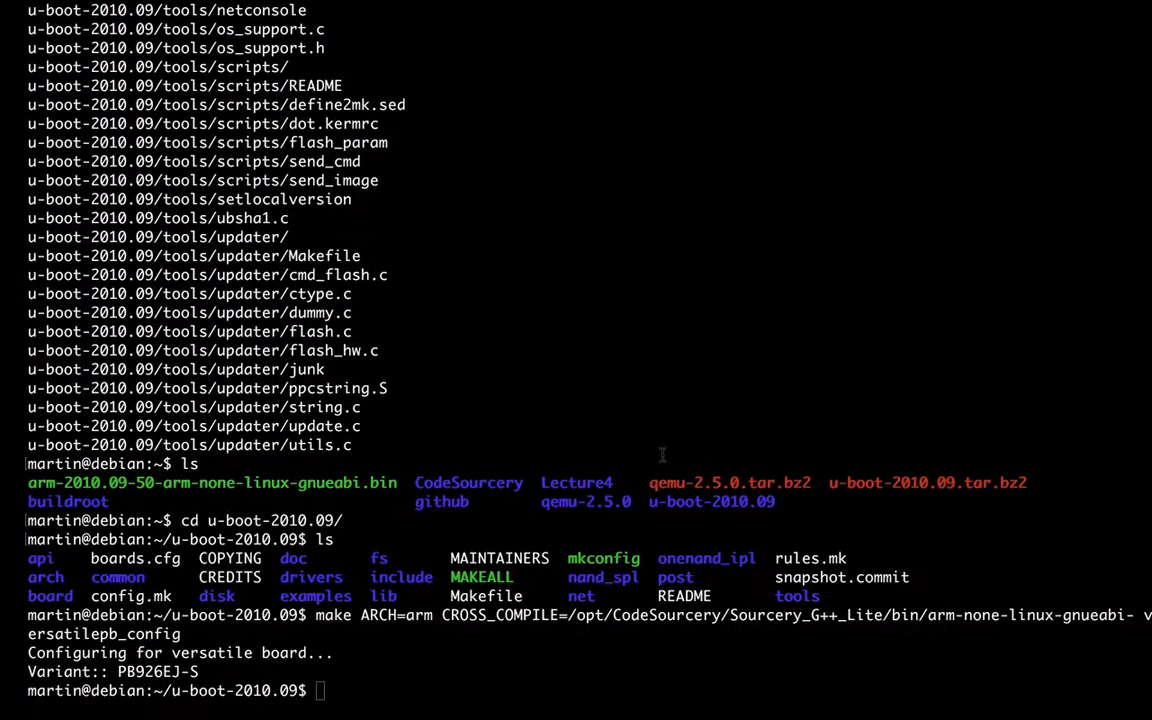 u-boot-2010.09/tools/netconsole
u-boot-2010.09/tools/os_support.c
u-boot-2010.09/tools/os_support.h
u-boot-2010.09/tools/scripts/
u-boot-2010.09/tools/scripts/README
u-boot-2010.09/tools/scripts/define2mk.sed
u-boot-2010.09/tools/scripts/dot.kermrc
u-boot-2010.09/tools/scripts/flash_param
u-boot-2010.09/tools/scripts/send_cmd
u-boot-2010.09/tools/scripts/send_image
u-boot-2010.09/tools/setlocalversion
u-boot-2010.09/tools/ubsha1.c
u-boot-2010.09/tools/updater/
u-boot-2010.09/tools/updater/Makefile
u-boot-2010.09/tools/updater/cmd_flash.c
u-boot-2010.09/tools/updater/ctype.c
u-boot-2010.09/tools/updater/dummy.c
u-boot-2010.09/tools/updater/flash.c
u-boot-2010.09/tools/updater/flash_hw.c
u-boot-2010.09/tools/updater/junk
u-boot-2010.09/tools/updater/ppcstring.S
u-boot-2010.09/tools/updater/string.c
u-boot-2010.09/tools/updater/update.c
u-boot-2010.09/tools/updater/utils.c
martin@debian:~$ ls
arm-2010.09-50-arm-none-linux-gnueabi.bin  CodeSourcery  Lecture4    qemu-2.5.0.tar.bz2  u-boot-2010.09.tar.bz2
buildroot                                  github        qemu-2.5.0  u-boot-2010.09
martin@debian:~$ cd u-boot-2010.09/
martin@debian:~/u-boot-2010.09$ ls
api    boards.cfg  COPYING  doc       fs       MAINTAINERS  mkconfig  onenand_ipl  rules.mk
arch   common      CREDITS  drivers   include  MAKEALL      nand_spl  post         snapshot.commit
board  config.mk   disk     examples  lib      Makefile     net       README       tools
martin@debian:~/u-boot-2010.09$ make ARCH=arm CROSS_COMPILE=/opt/CodeSourcery/Sourcery_G++_Lite/bin/arm-none-linux-gnueabi- v
ersatilepb_config
Configuring for versatile board...
Variant:: PB926EJ-S
martin@debian:~/u-boot-2010.09$